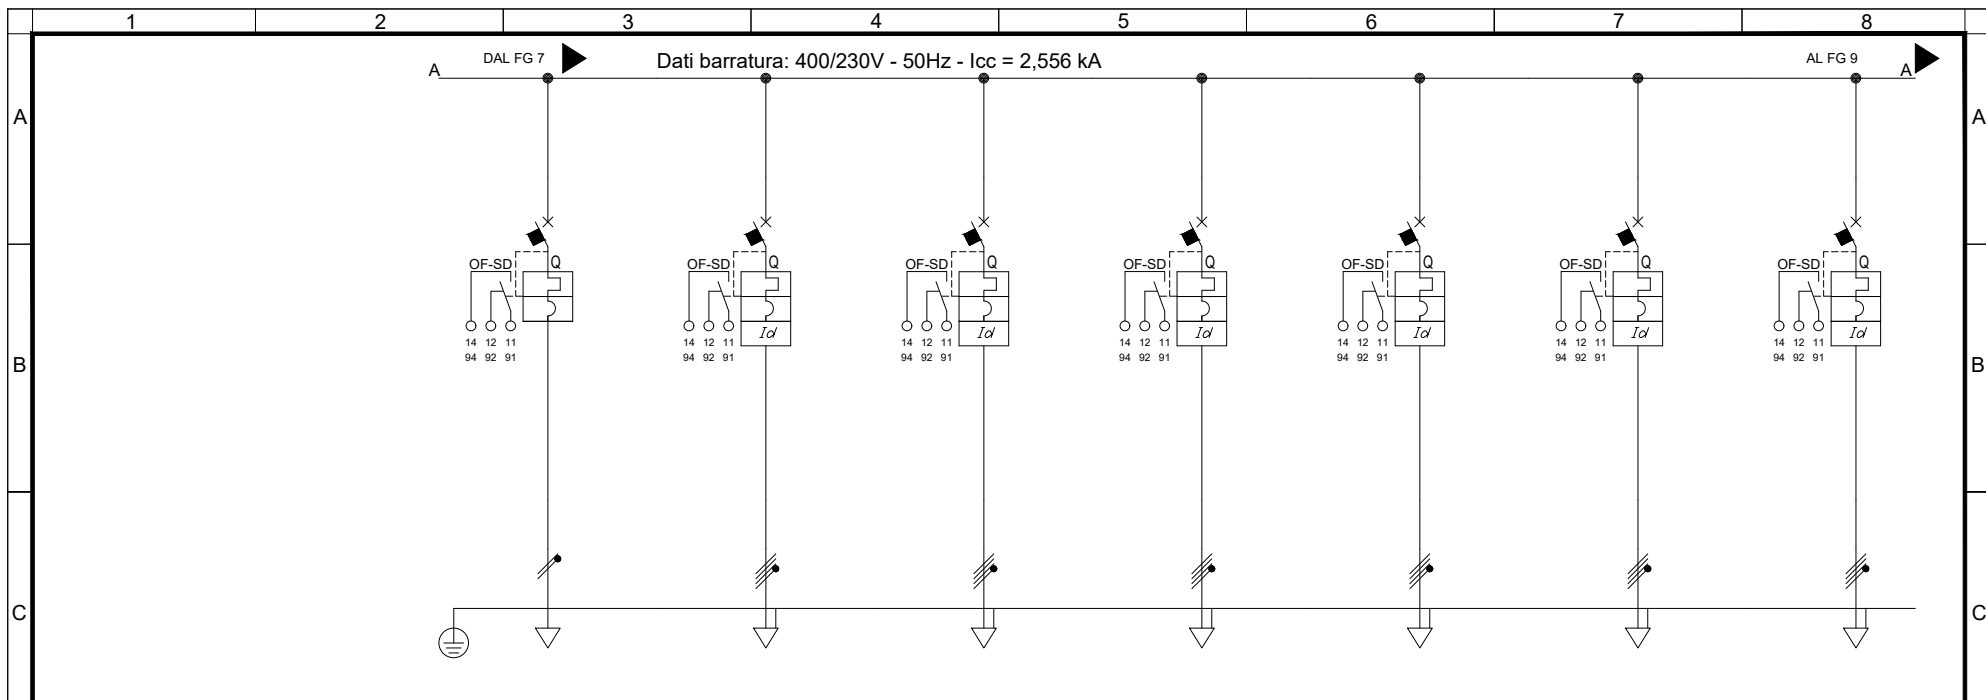 1 2 3 4 5 6 7 8
DAL FG 7 Dati barratura: 400/230V - 50Hz - Icc = 2,556 kA AL FG 9
A A
A A
OF-SD Q OF-SD Q OF-SD Q OF-SD Q OF-SD Q OF-SD Q OF-SD Q
Id Id Id Id Id Id
14 12 11 14 12 11 14 12 11 14 12 11 14 12 11 14 12 11 14 12 11
94 92 91 94 92 91 94 92 91 94 92 91 94 92 91 94 92 91 94 92 91
B B
C C